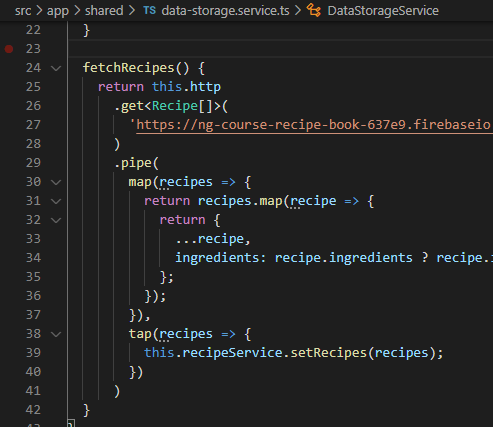 src > app > shared > TS data-storage.service.ts > DataStorageService
22 }
23
24 fetchRecipes() {
25 return this.http
26 .get<Recipe[]>(
27 'https://ng-course-recipe-book-637e9.firebaseio
28 )
29 .pipe(
30 map(recipes => {
31 return recipes.map(recipe => {
32 return {
33 ...recipe,
34 ingredients: recipe.ingredients ? recipe.
35 };
36 });
37 }),
38 tap(recipes => {
39 this.recipeService.setRecipes(recipes);
40 })
41 )
42 }